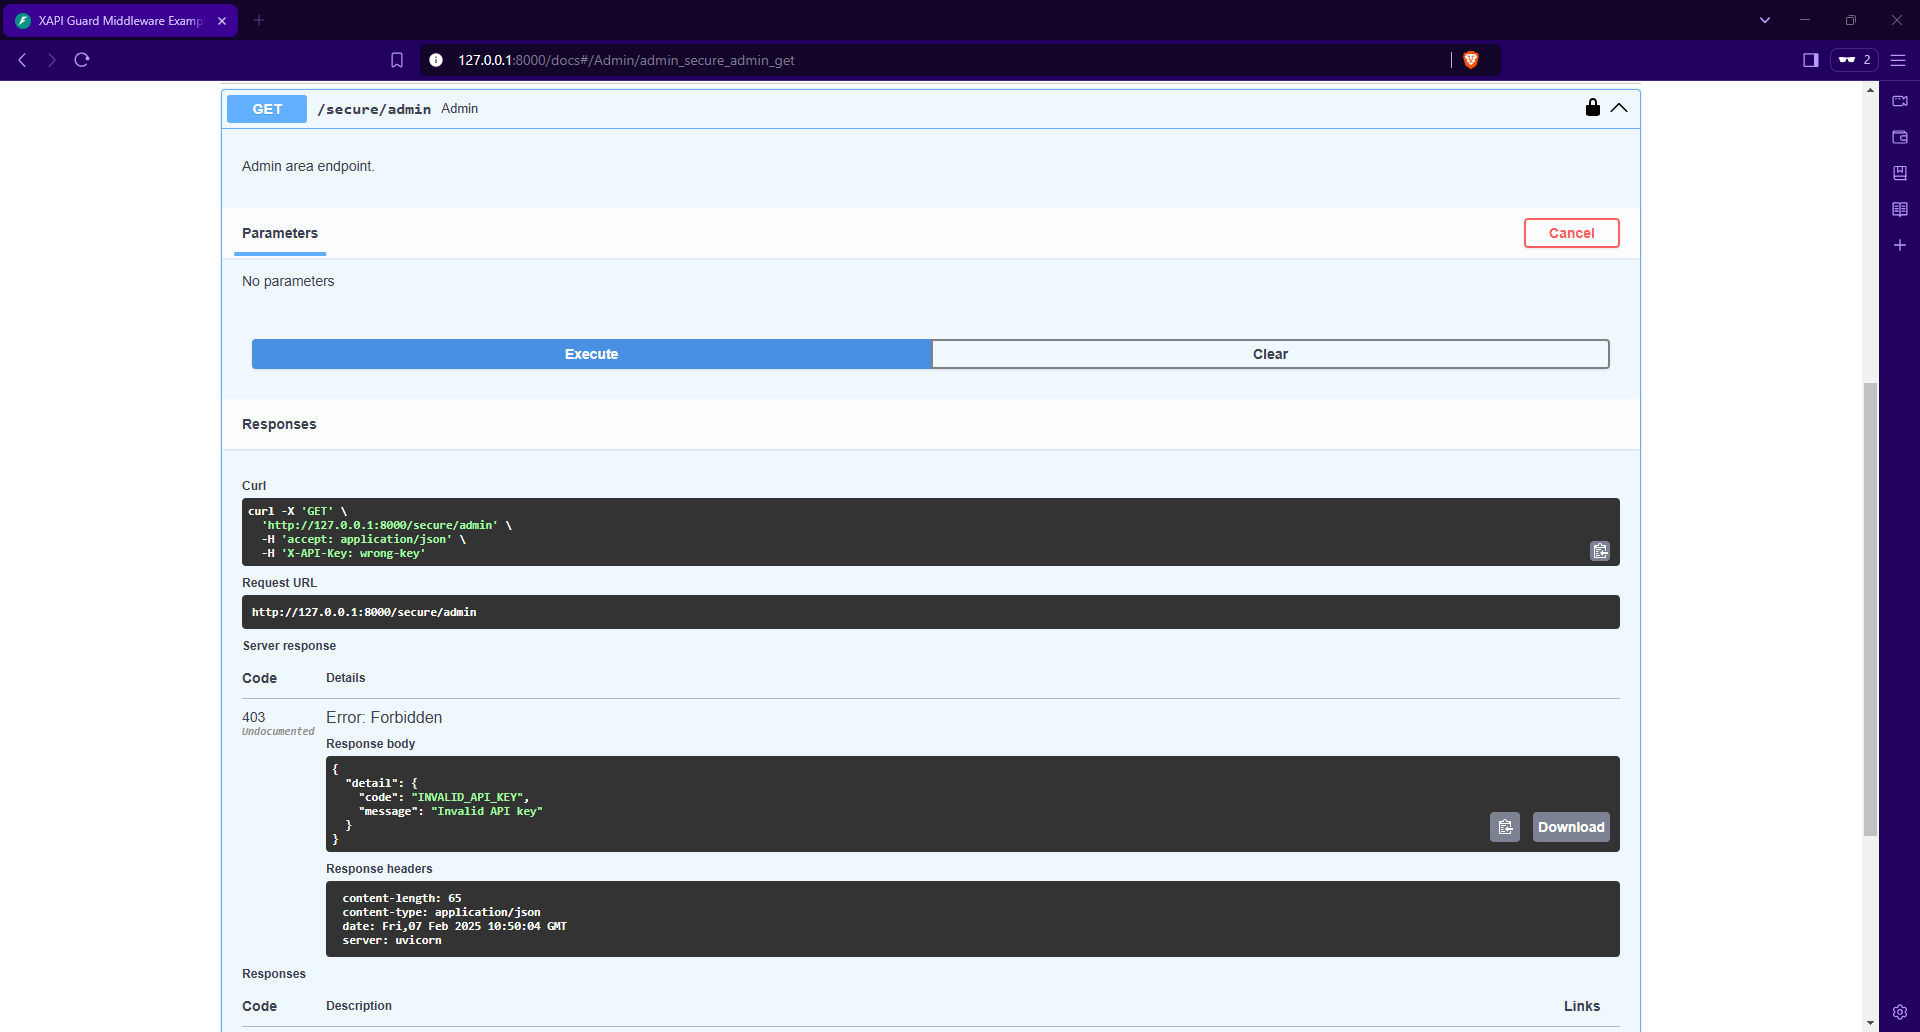 XAPI Guard Middleware Examp
127.0.0.1:8000/docs#/Admin/admin_secure_admin_get
2
GET /secure/admin Admin
Admin area endpoint.
Parameters
Cancel
No parameters
Execute
Clear
Responses
Curl
curl -X 'GET' \
'http://127.0.0.1:8000/secure/admin' \
-H 'accept: application/json' \
-H 'X-API-Key: wrong-key'
Request URL
http://127.0.0.1:8000/secure/admin
Server response
Code Details
403 Error: Forbidden
Undocumented
Response body
{
"detail": {
"code": "INVALID_API_KEY",
"message": "Invalid API key"
}
}
Download
Response headers
content-length: 65
content-type: application/json
date: Fri,07 Feb 2025 10:50:04 GMT
server: uvicorn
Responses
Code Description Links